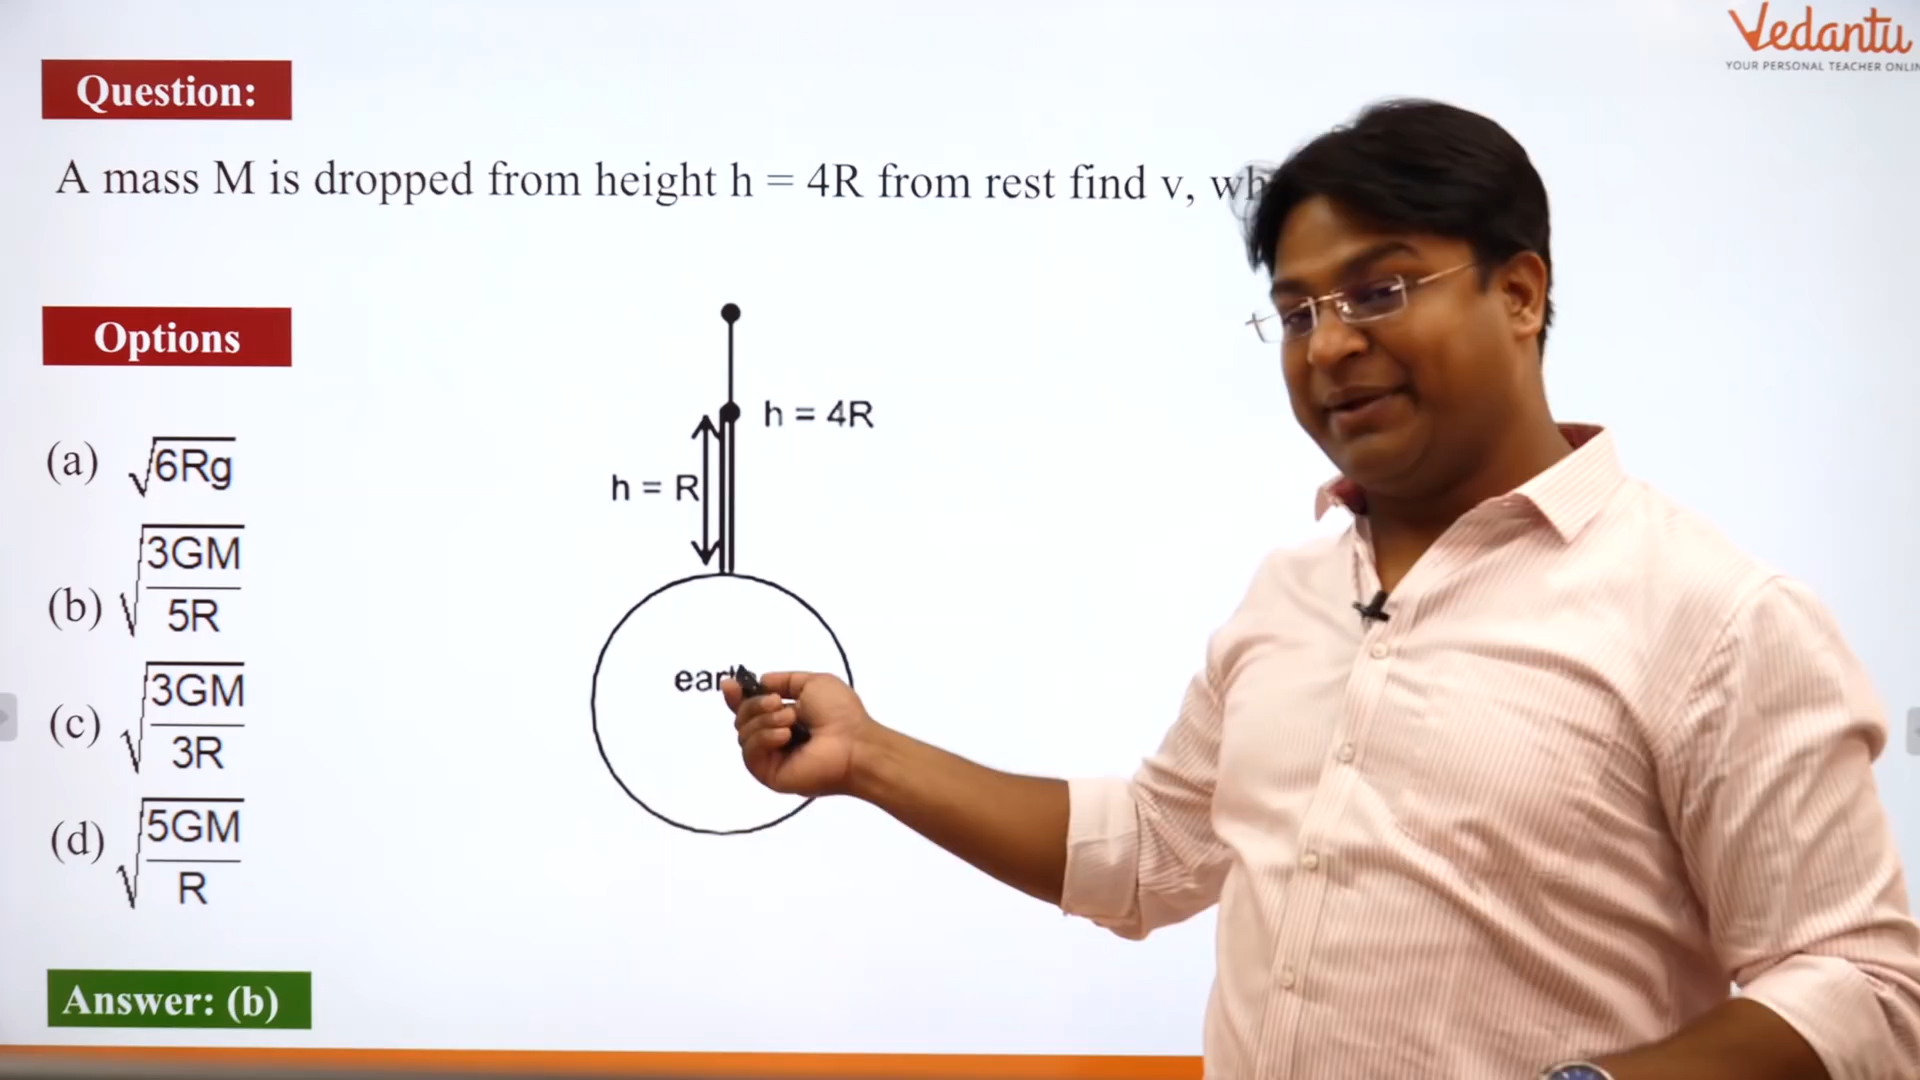 Vedantu
YOUR PERSONAL TEACHER ONLIN
Question:
A mass M is dropped from height h = 4R from rest find v, wh
Options
h = 4R
h = R
(a) √6Rg
(b) √3GM/5R
(c) √3GM/3R
(d) √5GM/R
ear
Answer: (b)